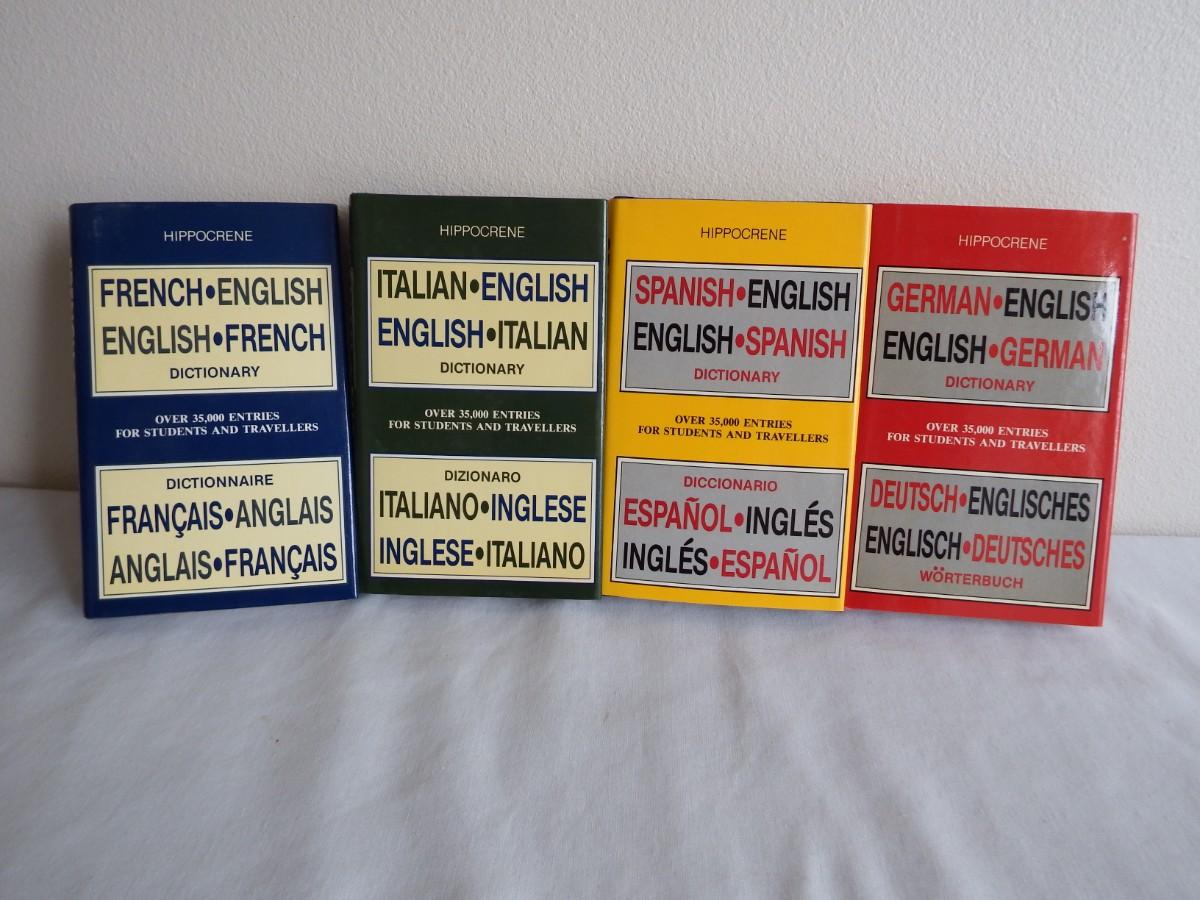 HIPPOCRENE
FRENCH•ENGLISH
ENGLISH•FRENCH
DICTIONARY
OVER 35,000 ENTRIES
FOR STUDENTS AND TRAVELLERS
DICTIONNAIRE
FRANÇAIS•ANGLAIS
ANGLAIS•FRANÇAIS
HIPPOCRENE
ITALIAN•ENGLISH
ENGLISH•ITALIAN
DICTIONARY
OVER 35,000 ENTRIES
FOR STUDENTS AND TRAVELLERS
DIZIONARO
ITALIANO•INGLESE
INGLESE•ITALIANO
HIPPOCRENE
SPANISH•ENGLISH
ENGLISH•SPANISH
DICTIONARY
OVER 35,000 ENTRIES
FOR STUDENTS AND TRAVELLERS
DICCIONARIO
ESPAÑOL•INGLÉS
INGLÉS•ESPAÑOL
HIPPOCRENE
GERMAN•ENGLISH
ENGLISH•GERMAN
DICTIONARY
OVER 35,000 ENTRIES
FOR STUDENTS AND TRAVELLERS
DEUTSCH•ENGLISCHES
ENGLISCH•DEUTSCHES
WÖRTERBUCH